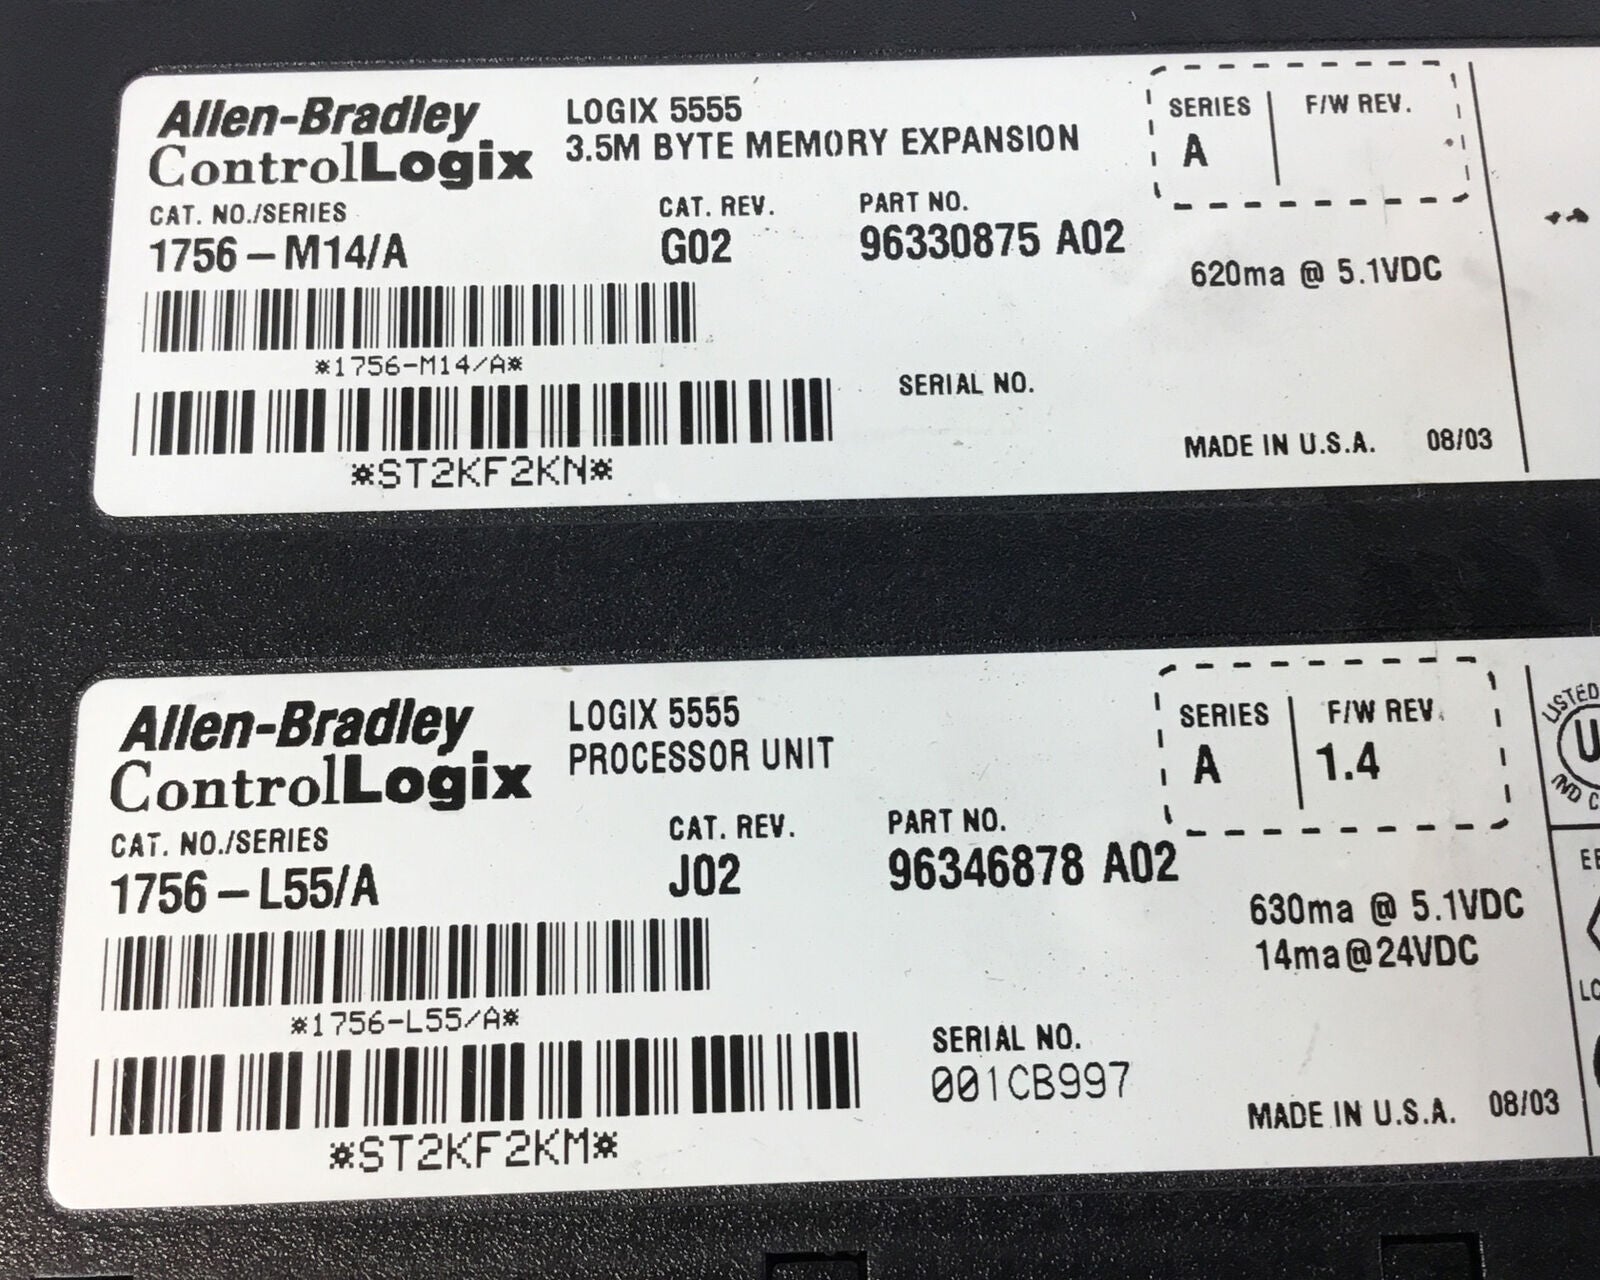 Allen-Bradley
ControlLogix
LOGIX 5555
3.5M BYTE MEMORY EXPANSION
SERIES F/W REV.
A
CAT. NO./SERIES CAT. REV. PART NO.
1756-M14/A G02 96330875 A02
620ma @ 5.1VDC
*1756-M14/A*
SERIAL NO.
MADE IN U.S.A. 08/03
*ST2KF2KN*
Allen-Bradley
ControlLogix
LOGIX 5555
PROCESSOR UNIT
SERIES F/W REV.
A 1.4
CAT. NO./SERIES CAT. REV. PART NO.
1756-L55/A J02 96346878 A02
630ma @ 5.1VDC
14ma@24VDC
*1756-L55/A*
SERIAL NO.
001CB997
MADE IN U.S.A. 08/03
*ST2KF2KM*